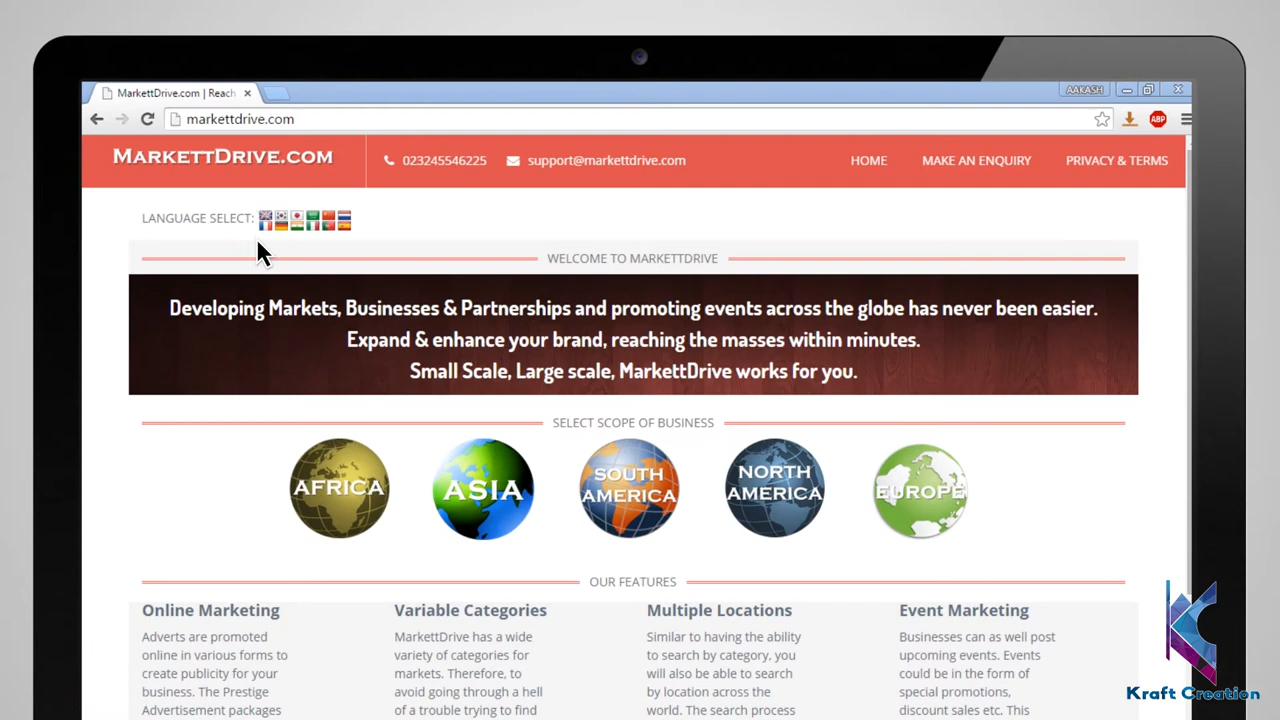 MarkettDrive.com | Reach
AAKASH
markettdrive.com
ABP
MARKETTDRIVE.COM
023245546225
support@markettdrive.com
HOME
MAKE AN ENQUIRY
PRIVACY & TERMS
LANGUAGE SELECT:
WELCOME TO MARKETTDRIVE
Developing Markets, Businesses & Partnerships and promoting events across the globe has never been easier.
Expand & enhance your brand, reaching the masses within minutes.
Small Scale, Large scale, MarkettDrive works for you.
SELECT SCOPE OF BUSINESS
AFRICA
ASIA
SOUTH
AMERICA
NORTH
AMERICA
EUROPE
OUR FEATURES
Online Marketing
Adverts are promoted
online in various forms to
create publicity for your
business. The Prestige
Advertisement packages
Variable Categories
MarkettDrive has a wide
variety of categories for
markets. Therefore, to
avoid going through a hell
of a trouble trying to find
Multiple Locations
Similar to having the ability
to search by category, you
will also be able to search
by location across the
world. The search process
Event Marketing
Businesses can as well post
upcoming events. Events
could be in the form of
special promotions,
discount sales etc. This
Kraft Creation